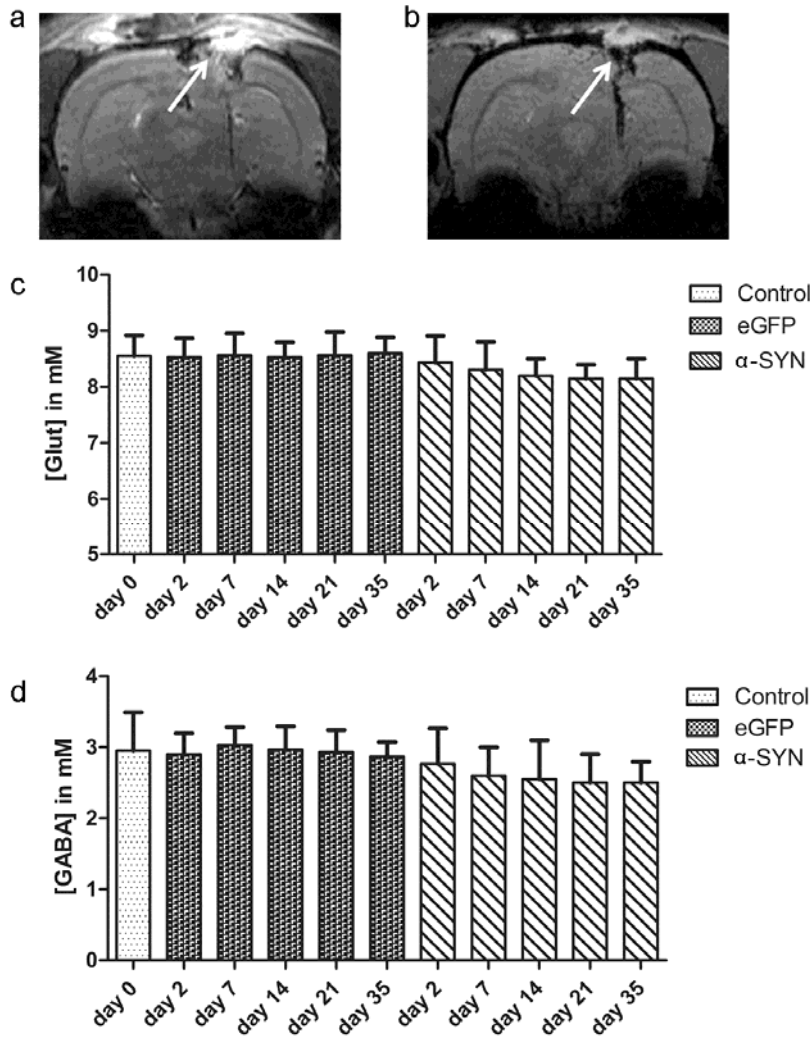 a
b
c
10
9
8
7
6
5
[Glut] in mM
day 0
day 2
day 7
day 14
day 21
day 35
day 2
day 7
day 14
day 21
day 35
Control
eGFP
α-SYN
d
4
3
2
1
0
[GABA] in mM
day 0
day 2
day 7
day 14
day 21
day 35
day 2
day 7
day 14
day 21
day 35
Control
eGFP
α-SYN